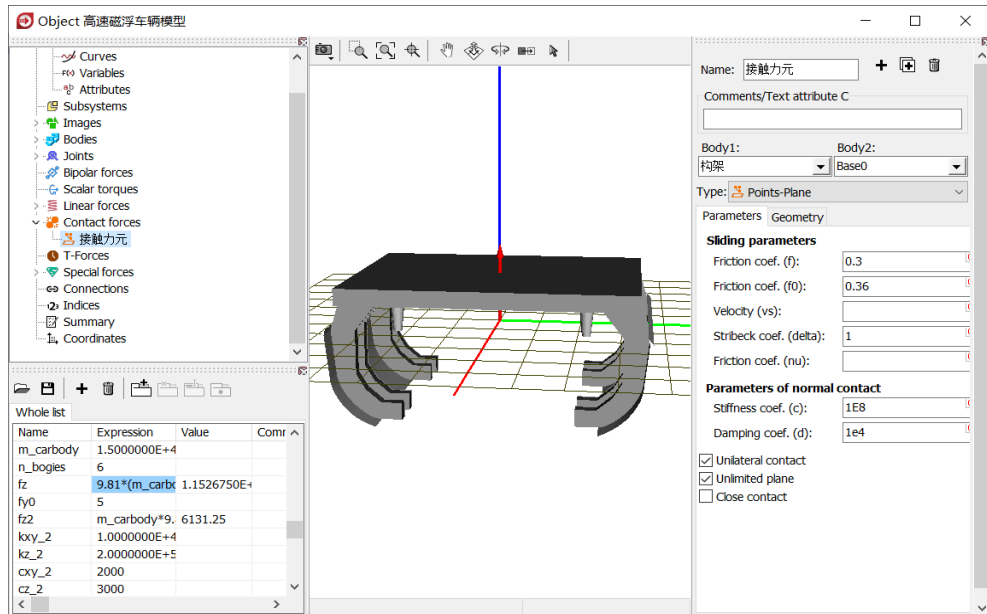 Object 高速磁浮车辆模型
Curves
F(x) Variables
Attributes
Subsystems
Images
Bodies
Joints
Bipolar forces
Scalar torques
Linear forces
Contact forces
接触力元
T-Forces
Special forces
Connections
Indices
Summary
Coordinates
Whole list
Name Expression Value Comr
m_carbody 1.5000000E+4
n_bogies 6
fz 9.81*(m_carbo 1.1526750E+
fy0 5
fz2 m_carbody*9. 6131.25
kxy_2 1.0000000E+4
kz_2 2.0000000E+5
cxy_2 2000
cz_2 3000
Name: 接触力元
Comments/Text attribute C
Body1: Body2:
构架 Base0
Type: Points-Plane
Parameters Geometry
Sliding parameters
Friction coef. (f): 0.3
Friction coef. (f0): 0.36
Velocity (vs):
Stribeck coef. (delta): 1
Friction coef. (nu):
Parameters of normal contact
Stiffness coef. (c): 1E8
Damping coef. (d): 1e4
Unilateral contact
Unlimited plane
Close contact